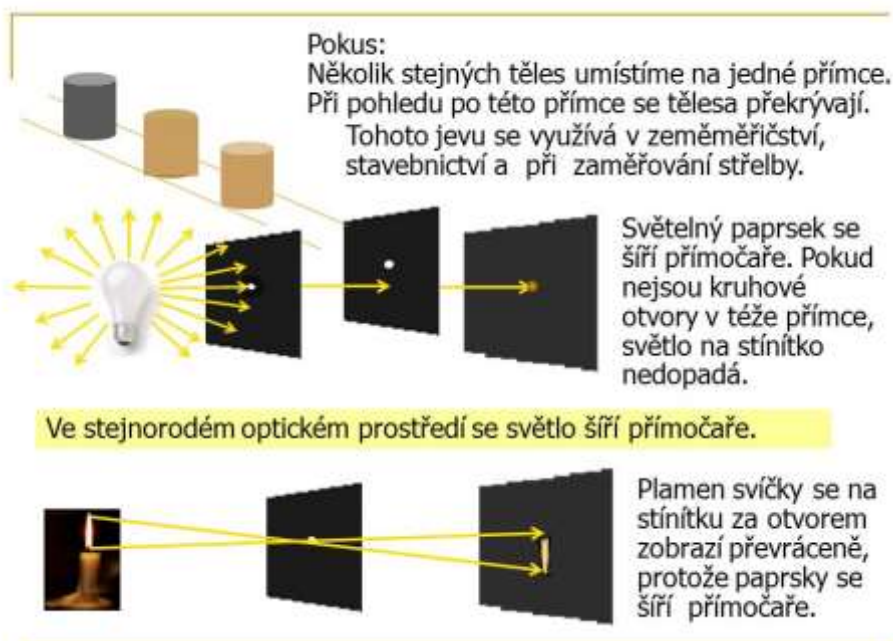 Pokus:
Několik stejných těles umístíme na jedné přímce.
Při pohledu po této přímce se tělesa překrývají.
Tohoto jevu se využívá v zeměměřičství,
stavebnictví a při zaměřování střelby.
Světelný paprsek se
šíří přímočaře. Pokud
nejsou kruhové
otvory v téže přímce,
světlo na stínítko
nedopadá.
Ve stejnorodém optickém prostředí se světlo šíří přímočaře.
Plamen svíčky se na
stínítku za otvorem
zobrazí převráceně,
protože paprsky se
šíří přímočaře.